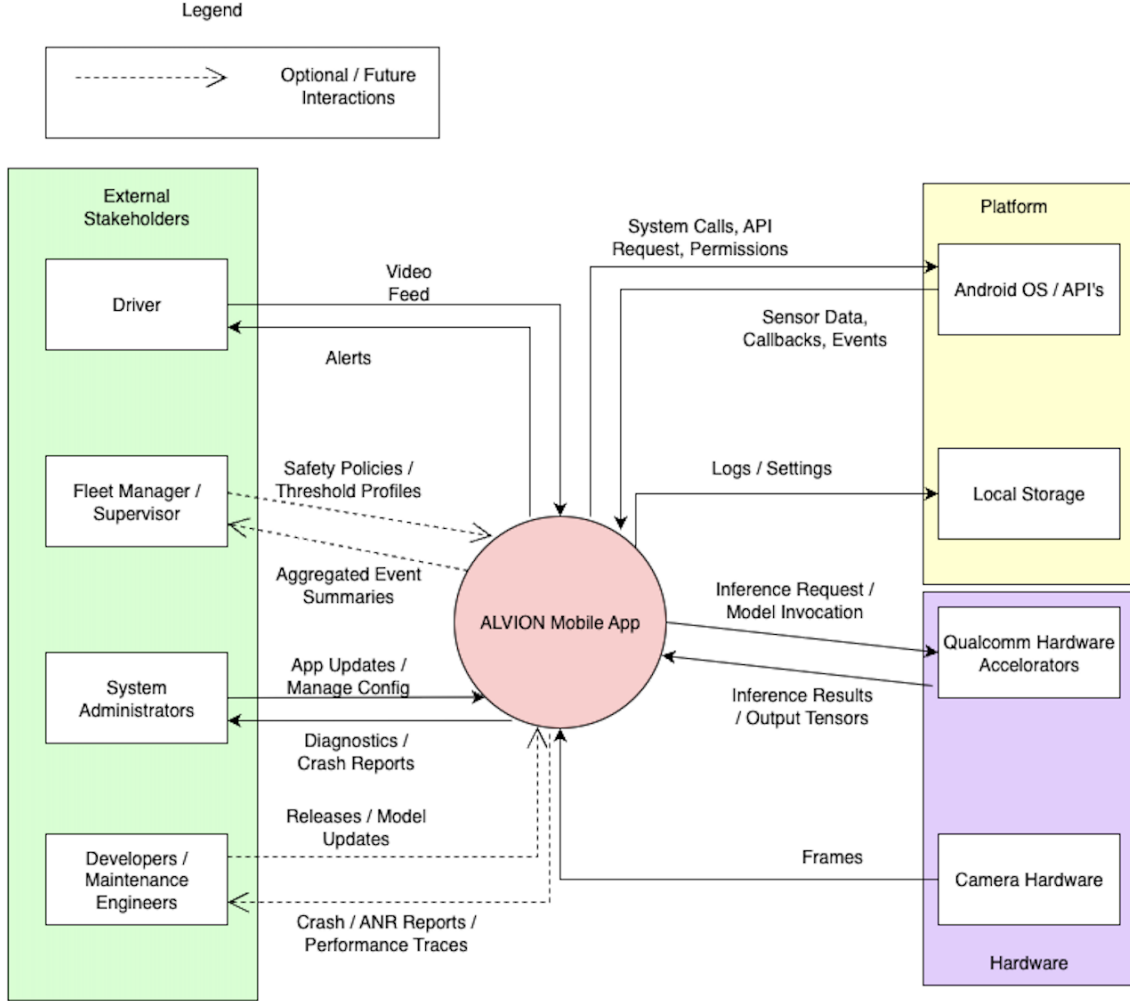 Legend
Optional / Future
Interactions
External
Stakeholders
Driver
Video
Feed
Alerts
Fleet Manager /
Supervisor
Safety Policies /
Threshold Profiles
Aggregated Event
Summaries
System
Administrators
App Updates /
Manage Config
Diagnostics /
Crash Reports
Developers /
Maintenance
Engineers
Releases / Model
Updates
Crash / ANR Reports /
Performance Traces
ALVION Mobile App
System Calls, API
Request, Permissions
Sensor Data,
Callbacks, Events
Logs / Settings
Inference Request /
Model Invocation
Inference Results
/ Output Tensors
Frames
Platform
Android OS / API's
Local Storage
Qualcomm Hardware
Accelorators
Camera Hardware
Hardware